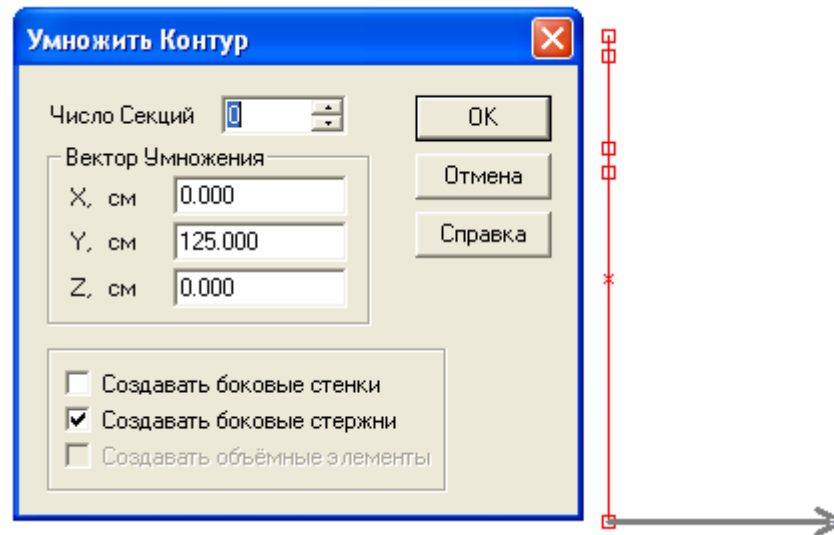 Умножить Контур
Число Секций 0
OK
Вектор Умножения
X, см 0.000
Отмена
Y, см 125.000
Справка
Z, см 0.000
Создавать боковые стенки
Создавать боковые стержни
Создавать объёмные элементы